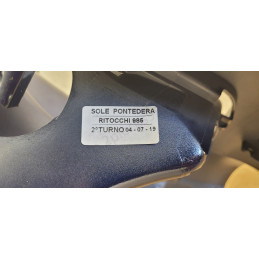 SOLE PONTEDERA
RITOCCHI 985
2°TURNO 04-07-19